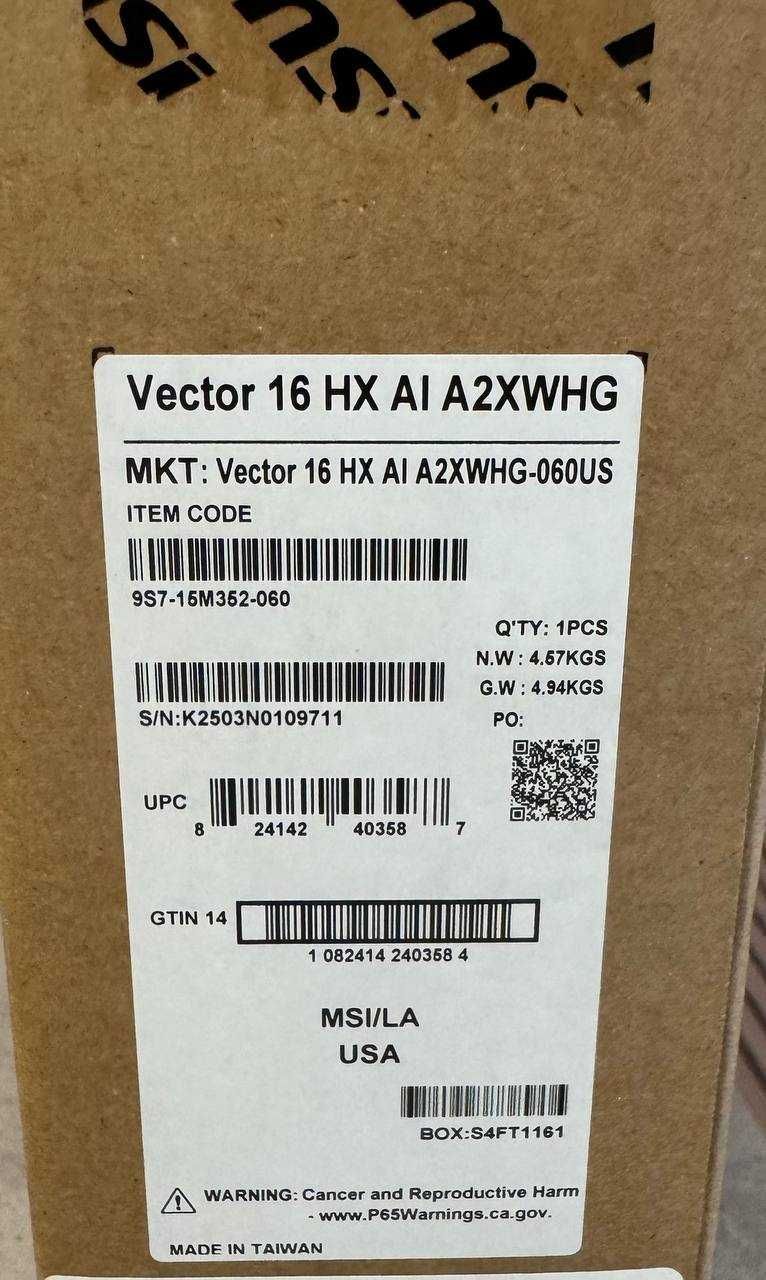 Vector 16 HX AI A2XWHG
MKT: Vector 16 HX AI A2XWHG-060US
ITEM CODE
9S7-15M352-060
Q'TY: 1PCS
N.W : 4.57KGS
G.W : 4.94KGS
S/N:K2503N0109711
PO:
UPC
8 24142 40358 7
GTIN 14
1 082414 240358 4
MSI/LA
USA
BOX:S4FT1161
WARNING: Cancer and Reproductive Harm
- www.P65Warnings.ca.gov.
MADE IN TAIWAN